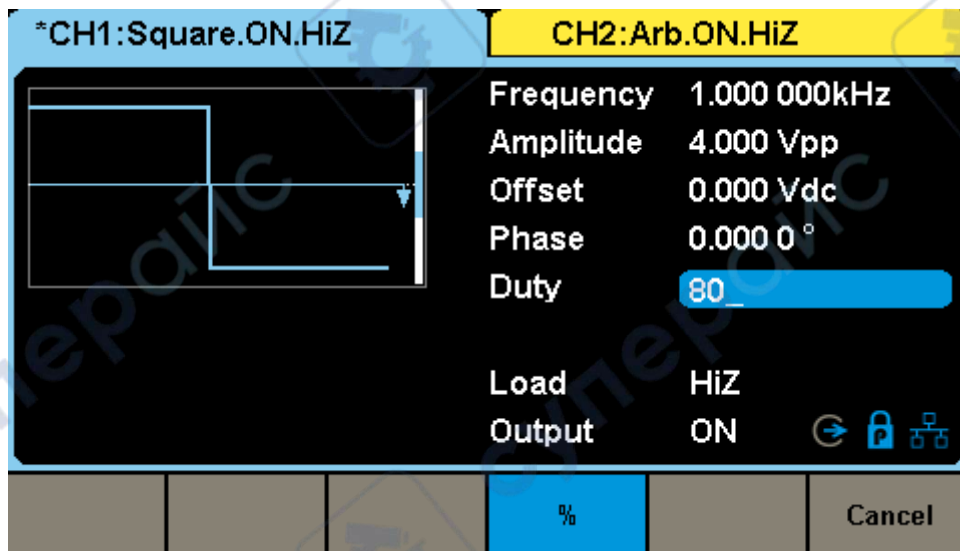 *CH1:Square.ON.HiZ
CH2:Arb.ON.HiZ
Frequency 1.000 000kHz
Amplitude 4.000 Vpp
Offset 0.000 Vdc
Phase 0.000 0 °
Duty 80_
Load HiZ
Output ON
P
% Cancel
суперайс